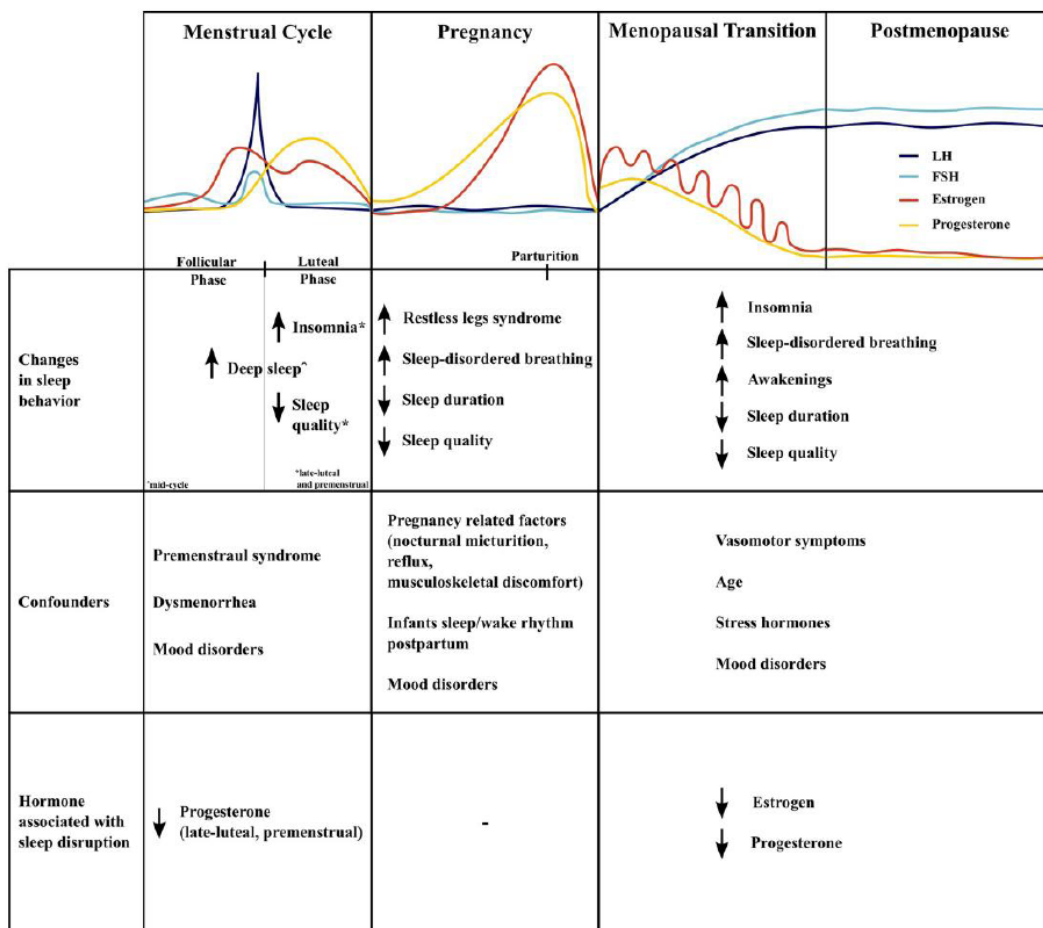 Menstrual Cycle
Pregnancy
Menopausal Transition
Postmenopause
LH
FSH
Estrogen
Progesterone
Follicular
Phase
Luteal
Phase
Parturition
Changes
in sleep
behavior
Insomnia*
Deep sleep^
Sleep
quality*
^mid-cycle
*late-luteal
and premenstrual
Restless legs syndrome
Sleep-disordered breathing
Sleep duration
Sleep quality
Insomnia
Sleep-disordered breathing
Awakenings
Sleep duration
Sleep quality
Confounders
Premenstraul syndrome
Dysmenorrhea
Mood disorders
Pregnancy related factors
(nocturnal micturition,
reflux,
musculoskeletal discomfort)
Infants sleep/wake rhythm
postpartum
Mood disorders
Vasomotor symptoms
Age
Stress hormones
Mood disorders
Hormone
associated with
sleep disruption
Progesterone
(late-luteal, premenstrual)
-
Estrogen
Progesterone